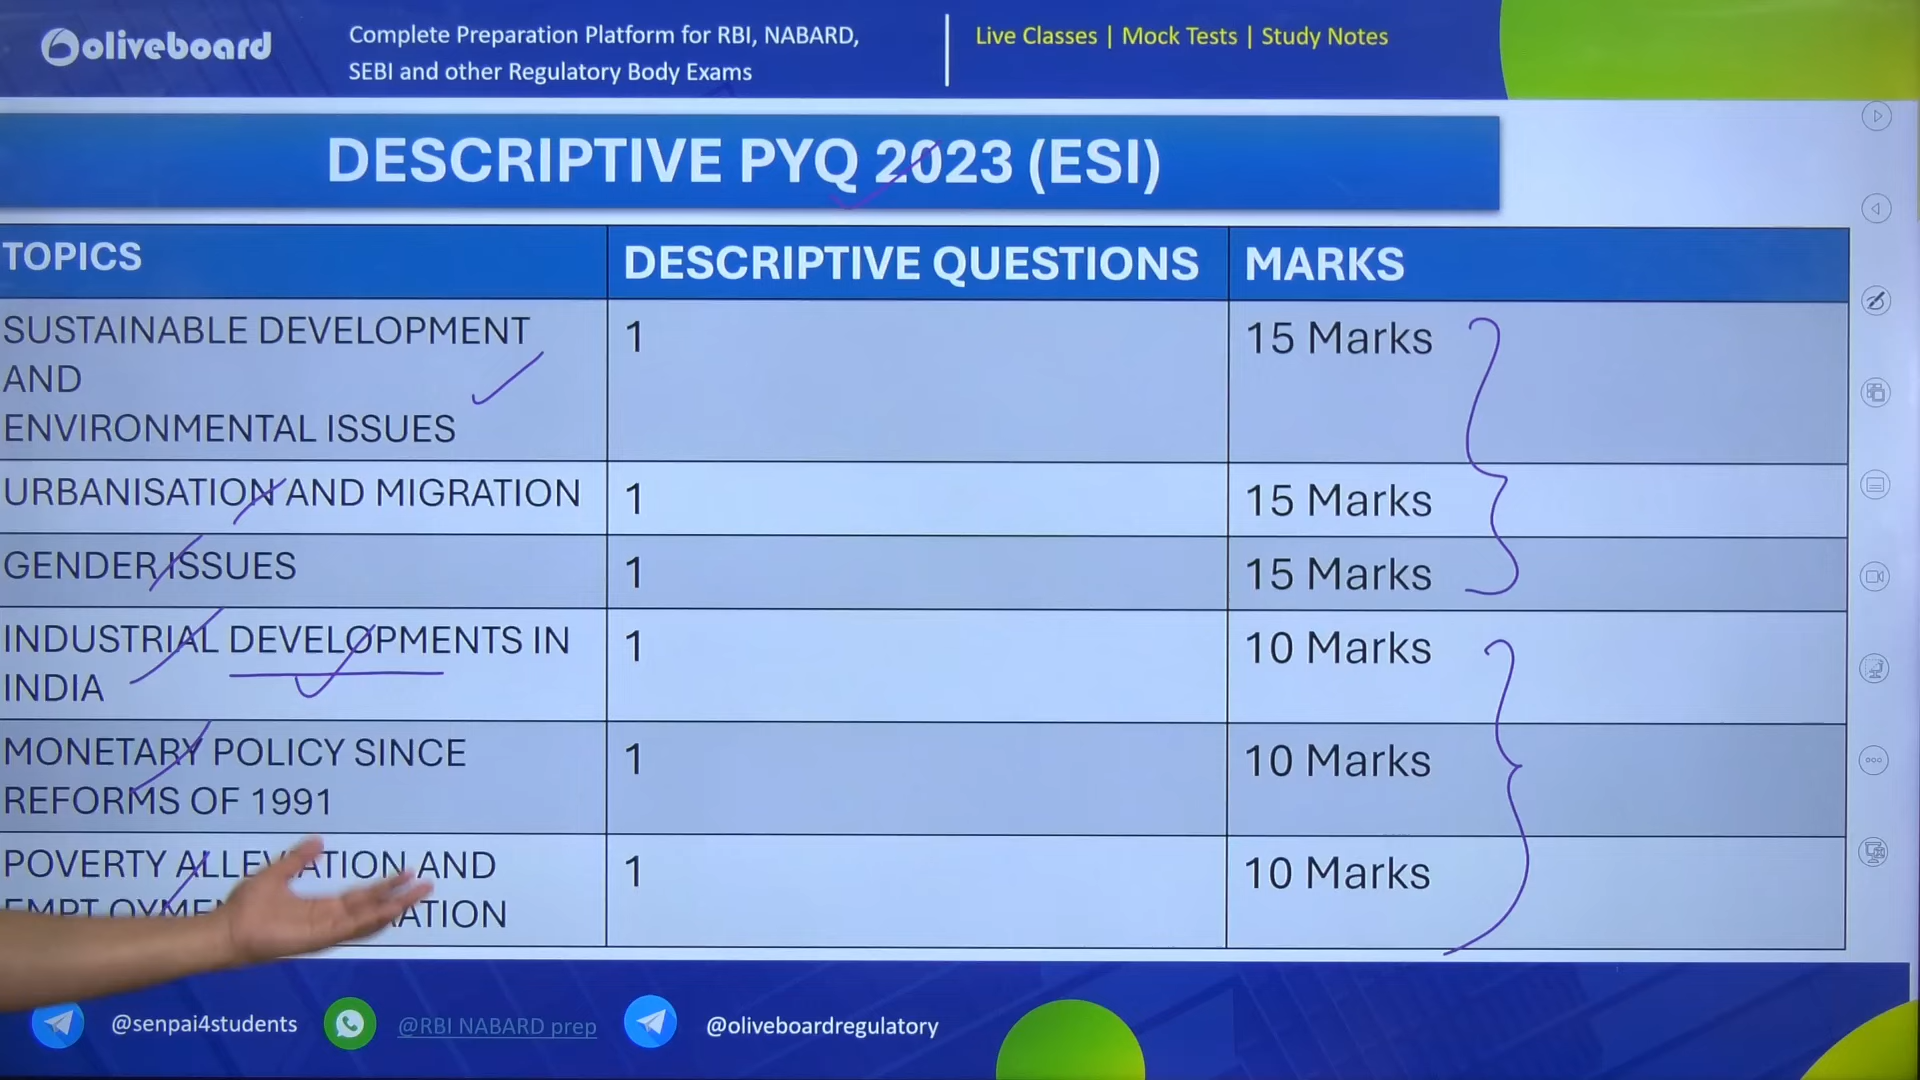 oliveboard
Complete Preparation Platform for RBI, NABARD,
SEBI and other Regulatory Body Exams
Live Classes | Mock Tests | Study Notes
DESCRIPTIVE PYQ 2023 (ESI)
TOPICS DESCRIPTIVE QUESTIONS MARKS
SUSTAINABLE DEVELOPMENT 1 15 Marks
AND
ENVIRONMENTAL ISSUES
URBANISATION AND MIGRATION 1 15 Marks
GENDER ISSUES 1 15 Marks
INDUSTRIAL DEVELOPMENTS IN 1 10 Marks
INDIA
MONETARY POLICY SINCE 1 10 Marks
REFORMS OF 1991
POVERTY ALLEVIATION AND 1 10 Marks
@senpai4students @RBI NABARD prep @oliveboardregulatory